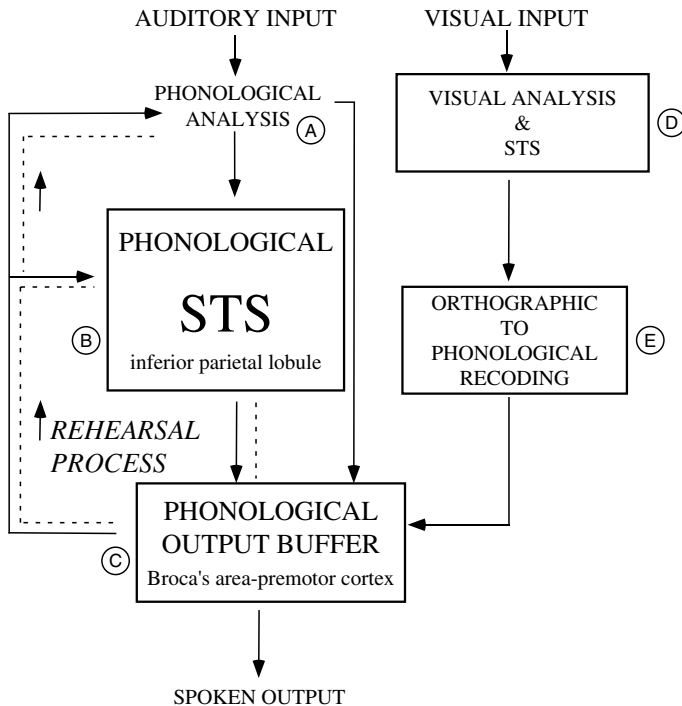 AUDITORY INPUT
PHONOLOGICAL
ANALYSIS
A
PHONOLOGICAL
STS
inferior parietal lobule
B
REHEARSAL
PROCESS
PHONOLOGICAL
OUTPUT BUFFER
Broca's area-premotor cortex
C
SPOKEN OUTPUT
VISUAL INPUT
VISUAL ANALYSIS
&
STS
D
ORTHOGRAPHIC
TO
PHONOLOGICAL
RECODING
E